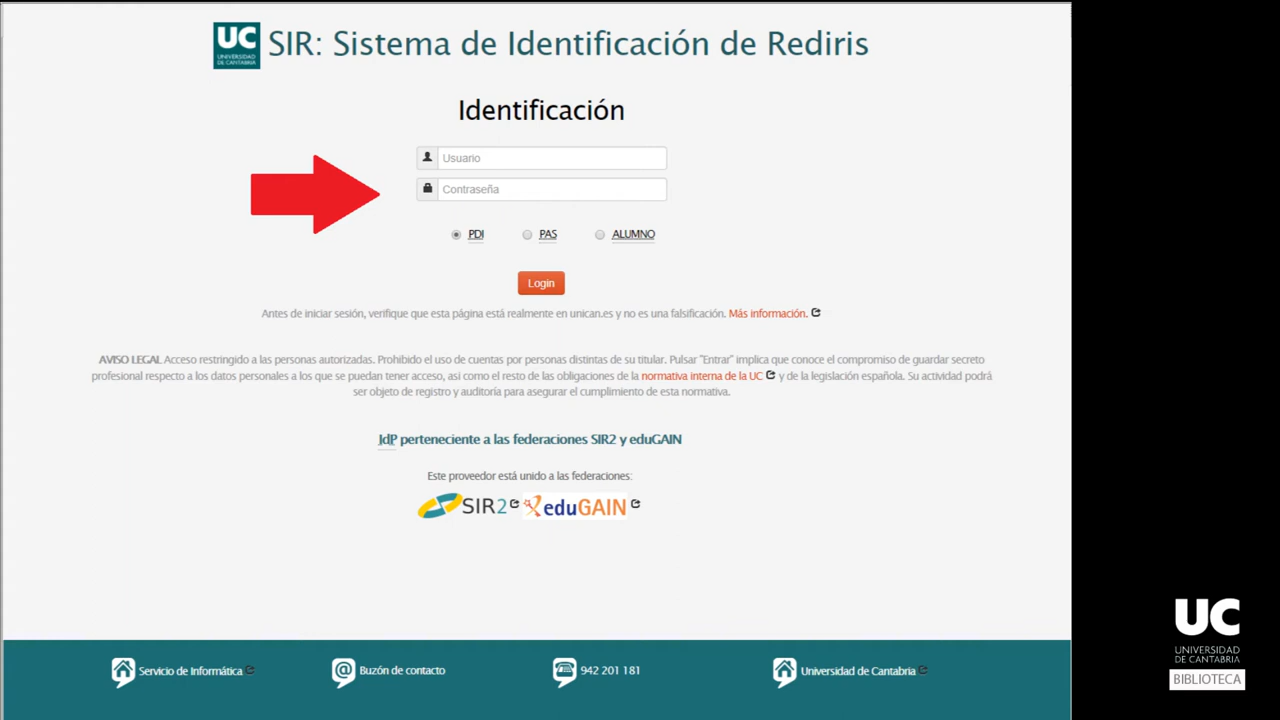 UC
UNIVERSIDAD
DE CANTABRIA
SIR: Sistema de Identificación de Rediris
Identificación
Usuario
Contraseña
PDI PAS ALUMNO
Login
Antes de iniciar sesión, verifique que esta página está realmente en unican.es y no es una falsificación. Más información.
AVISO LEGAL Acceso restringido a las personas autorizadas. Prohibido el uso de cuentas por personas distintas de su titular. Pulsar "Entrar" implica que conoce el compromiso de guardar secreto
profesional respecto a los datos personales a los que se puedan tener acceso, asi como el resto de las obligaciones de la normativa interna de la UC y de la legislación española. Su actividad podrá
ser objeto de registro y auditoría para asegurar el cumplimiento de esta normativa.
IdP perteneciente a las federaciones SIR2 y eduGAIN
Este proveedor está unido a las federaciones:
SIR2 eduGAIN
Servicio de Informática Buzón de contacto 942 201 181 Universidad de Cantabria
UC
UNIVERSIDAD
DE CANTABRIA
BIBLIOTECA